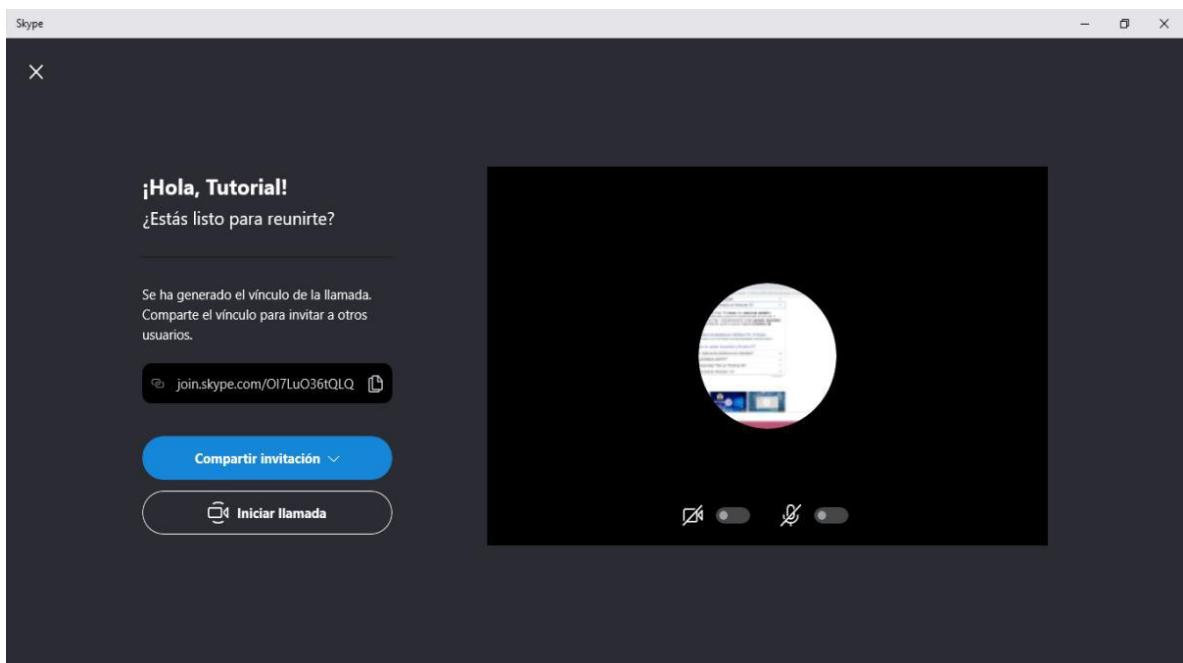 Skype
¡Hola, Tutorial!
¿Estás listo para reunirte?
Se ha generado el vínculo de la llamada.
Comparte el vínculo para invitar a otros
usuarios.
join.skype.com/OI7LuO36tQLQ
Compartir invitación
Iniciar llamada